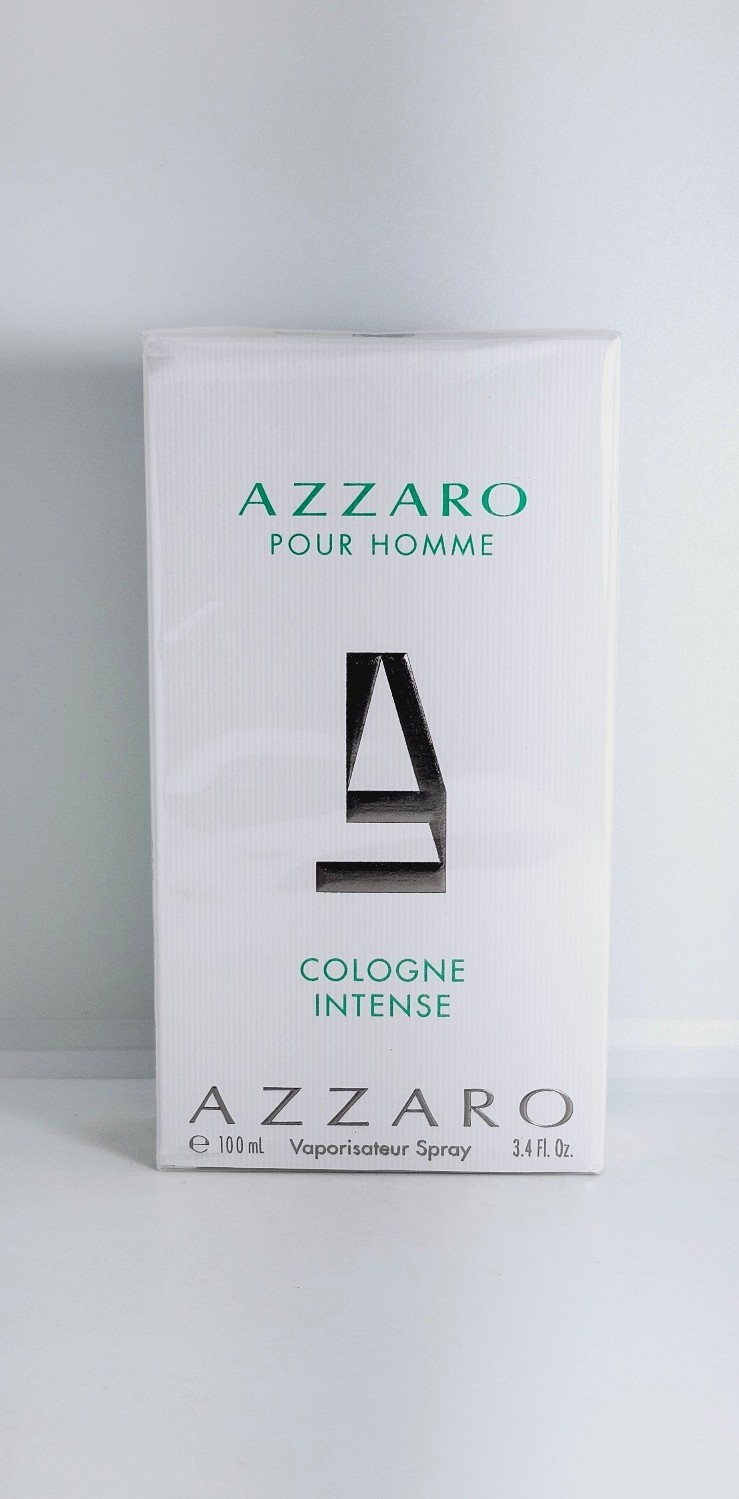 AZZARO
POUR HOMME
COLOGNE
INTENSE
AZZARO
℮ 100 mL Vaporisateur Spray 3.4 Fl. Oz.